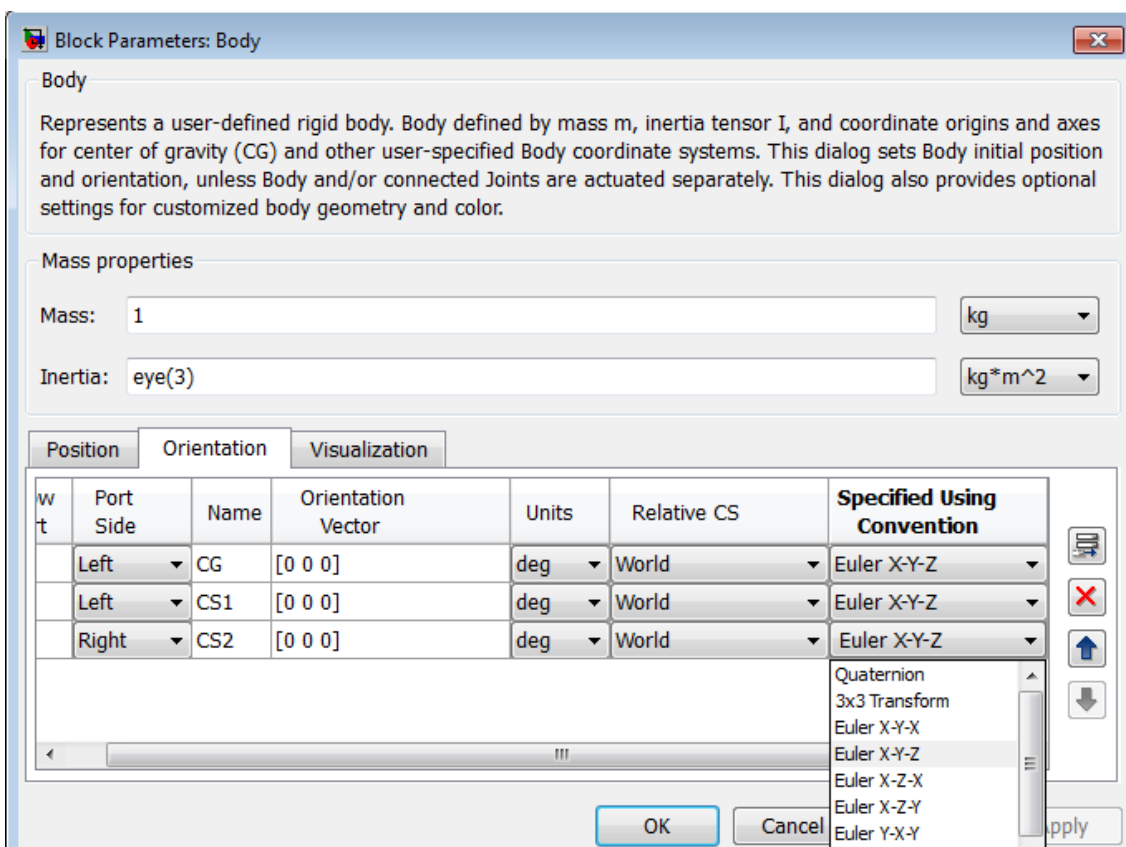 Block Parameters: Body
Body
Represents a user-defined rigid body. Body defined by mass m, inertia tensor I, and coordinate origins and axes
for center of gravity (CG) and other user-specified Body coordinate systems. This dialog sets Body initial position
and orientation, unless Body and/or connected Joints are actuated separately. This dialog also provides optional
settings for customized body geometry and color.
Mass properties
Mass: 1 kg
Inertia: eye(3) kg*m^2
Position Orientation Visualization
Port Side Name Orientation Vector Units Relative CS Specified Using Convention
Left CG [0 0 0] deg World Euler X-Y-Z
Left CS1 [0 0 0] deg World Euler X-Y-Z
Right CS2 [0 0 0] deg World Euler X-Y-Z
Quaternion
3x3 Transform
Euler X-Y-X
Euler X-Y-Z
Euler X-Z-X
Euler X-Z-Y
Euler Y-X-Y
OK Cancel